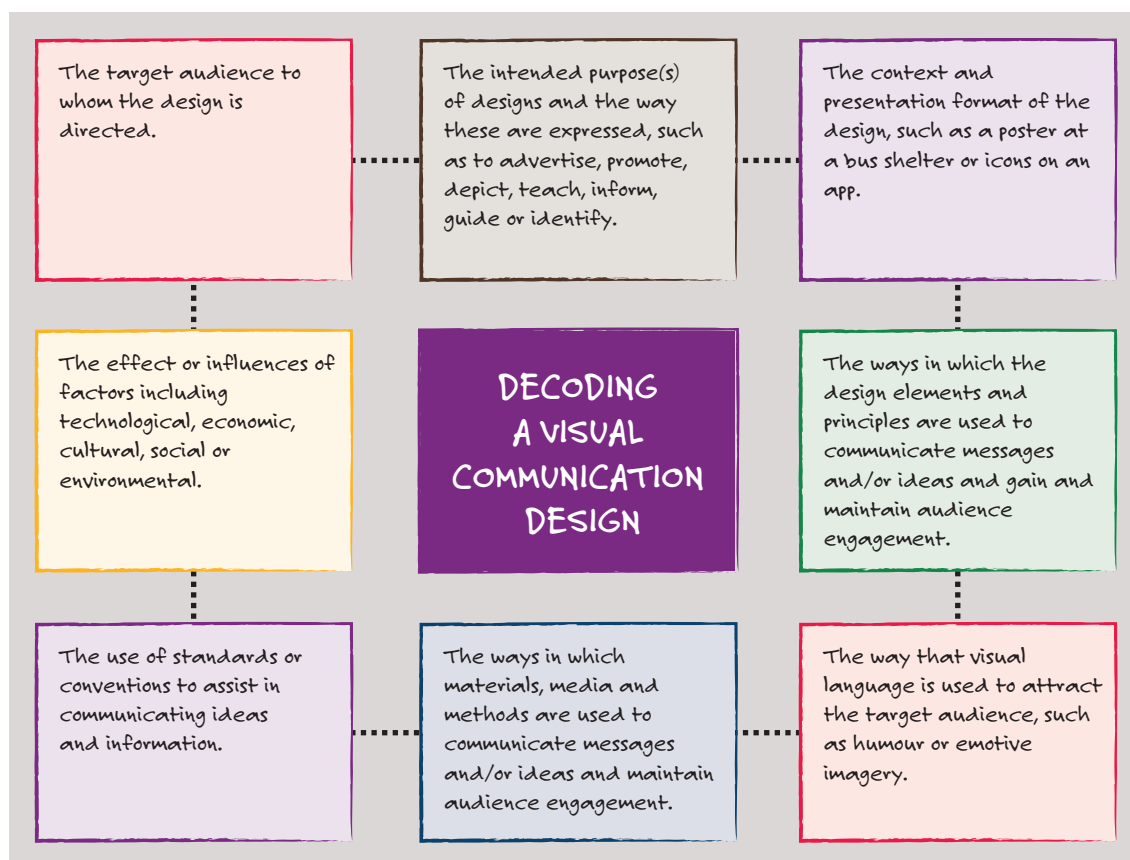 The target audience to
whom the design is
directed.
The intended purpose(s)
of designs and the way
these are expressed, such
as to advertise, promote,
depict, teach, inform,
guide or identify.
The context and
presentation format of the
design, such as a poster at
a bus shelter or icons on an
app.
The effect or influences of
factors including
technological, economic,
cultural, social or
environmental.
DECODING
A VISUAL
COMMUNICATION
DESIGN
The ways in which the
design elements and
principles are used to
communicate messages
and/or ideas and gain and
maintain audience
engagement.
The use of standards or
conventions to assist in
communicating ideas
and information.
The ways in which
materials, media and
methods are used to
communicate messages
and/or ideas and maintain
audience engagement.
The way that visual
language is used to attract
the target audience, such
as humour or emotive
imagery.